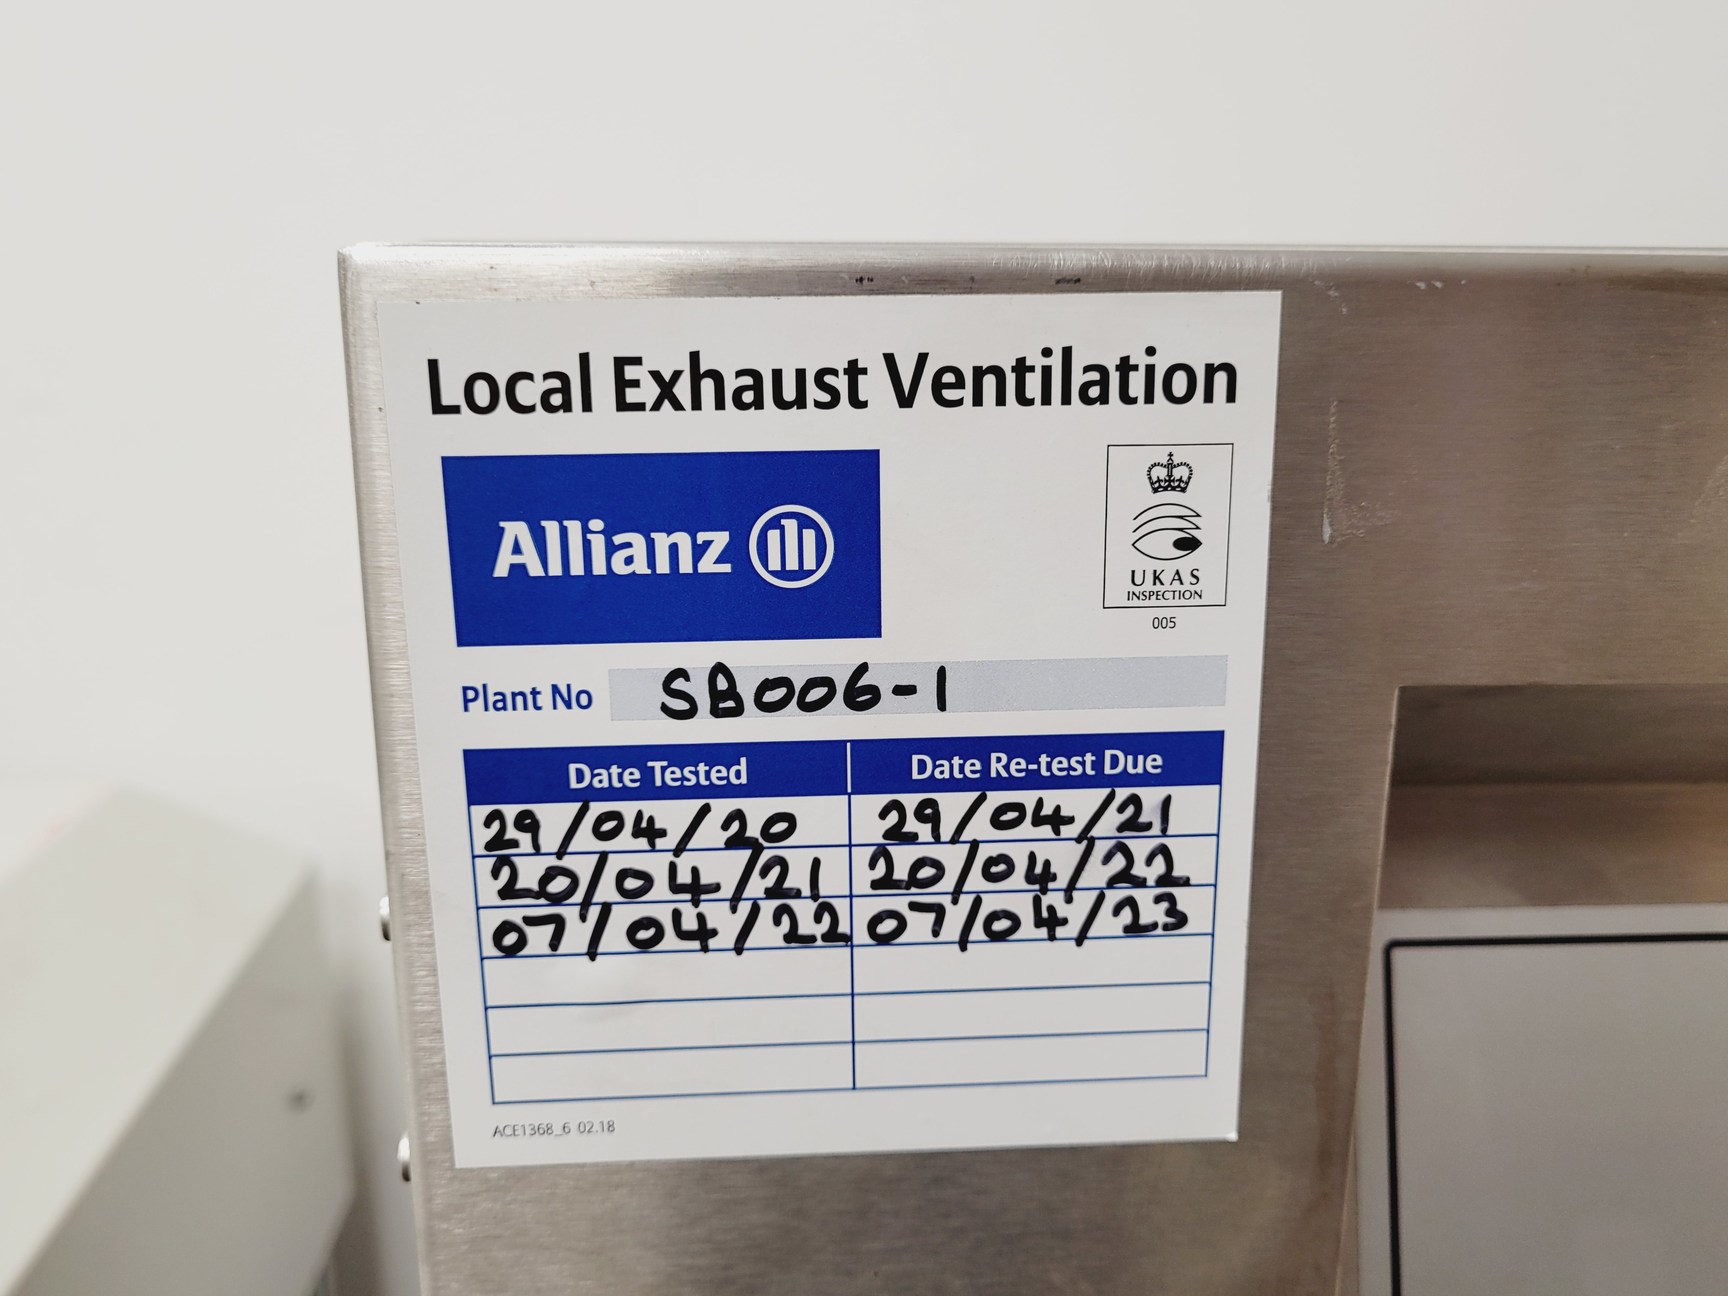 Local Exhaust Ventilation
Allianz
UKAS
INSPECTION
005
Plant No SB006-1
Date Tested Date Re-test Due
29/04/20 29/04/21
20/04/21 20/04/22
07/04/22 07/04/23
ACE1368_6 02.18